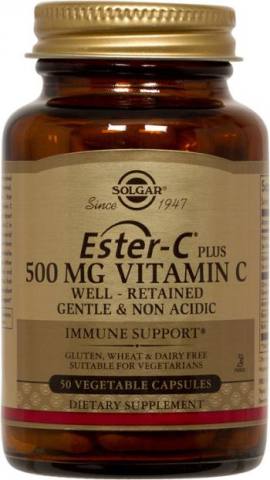 SOLGAR®
Since 1947
Ester-C® PLUS
500 MG VITAMIN C
WELL - RETAINED
GENTLE & NON ACIDIC
IMMUNE SUPPORT*
GLUTEN, WHEAT & DAIRY FREE
SUITABLE FOR VEGETARIANS
50 VEGETABLE CAPSULES
DIETARY SUPPLEMENT